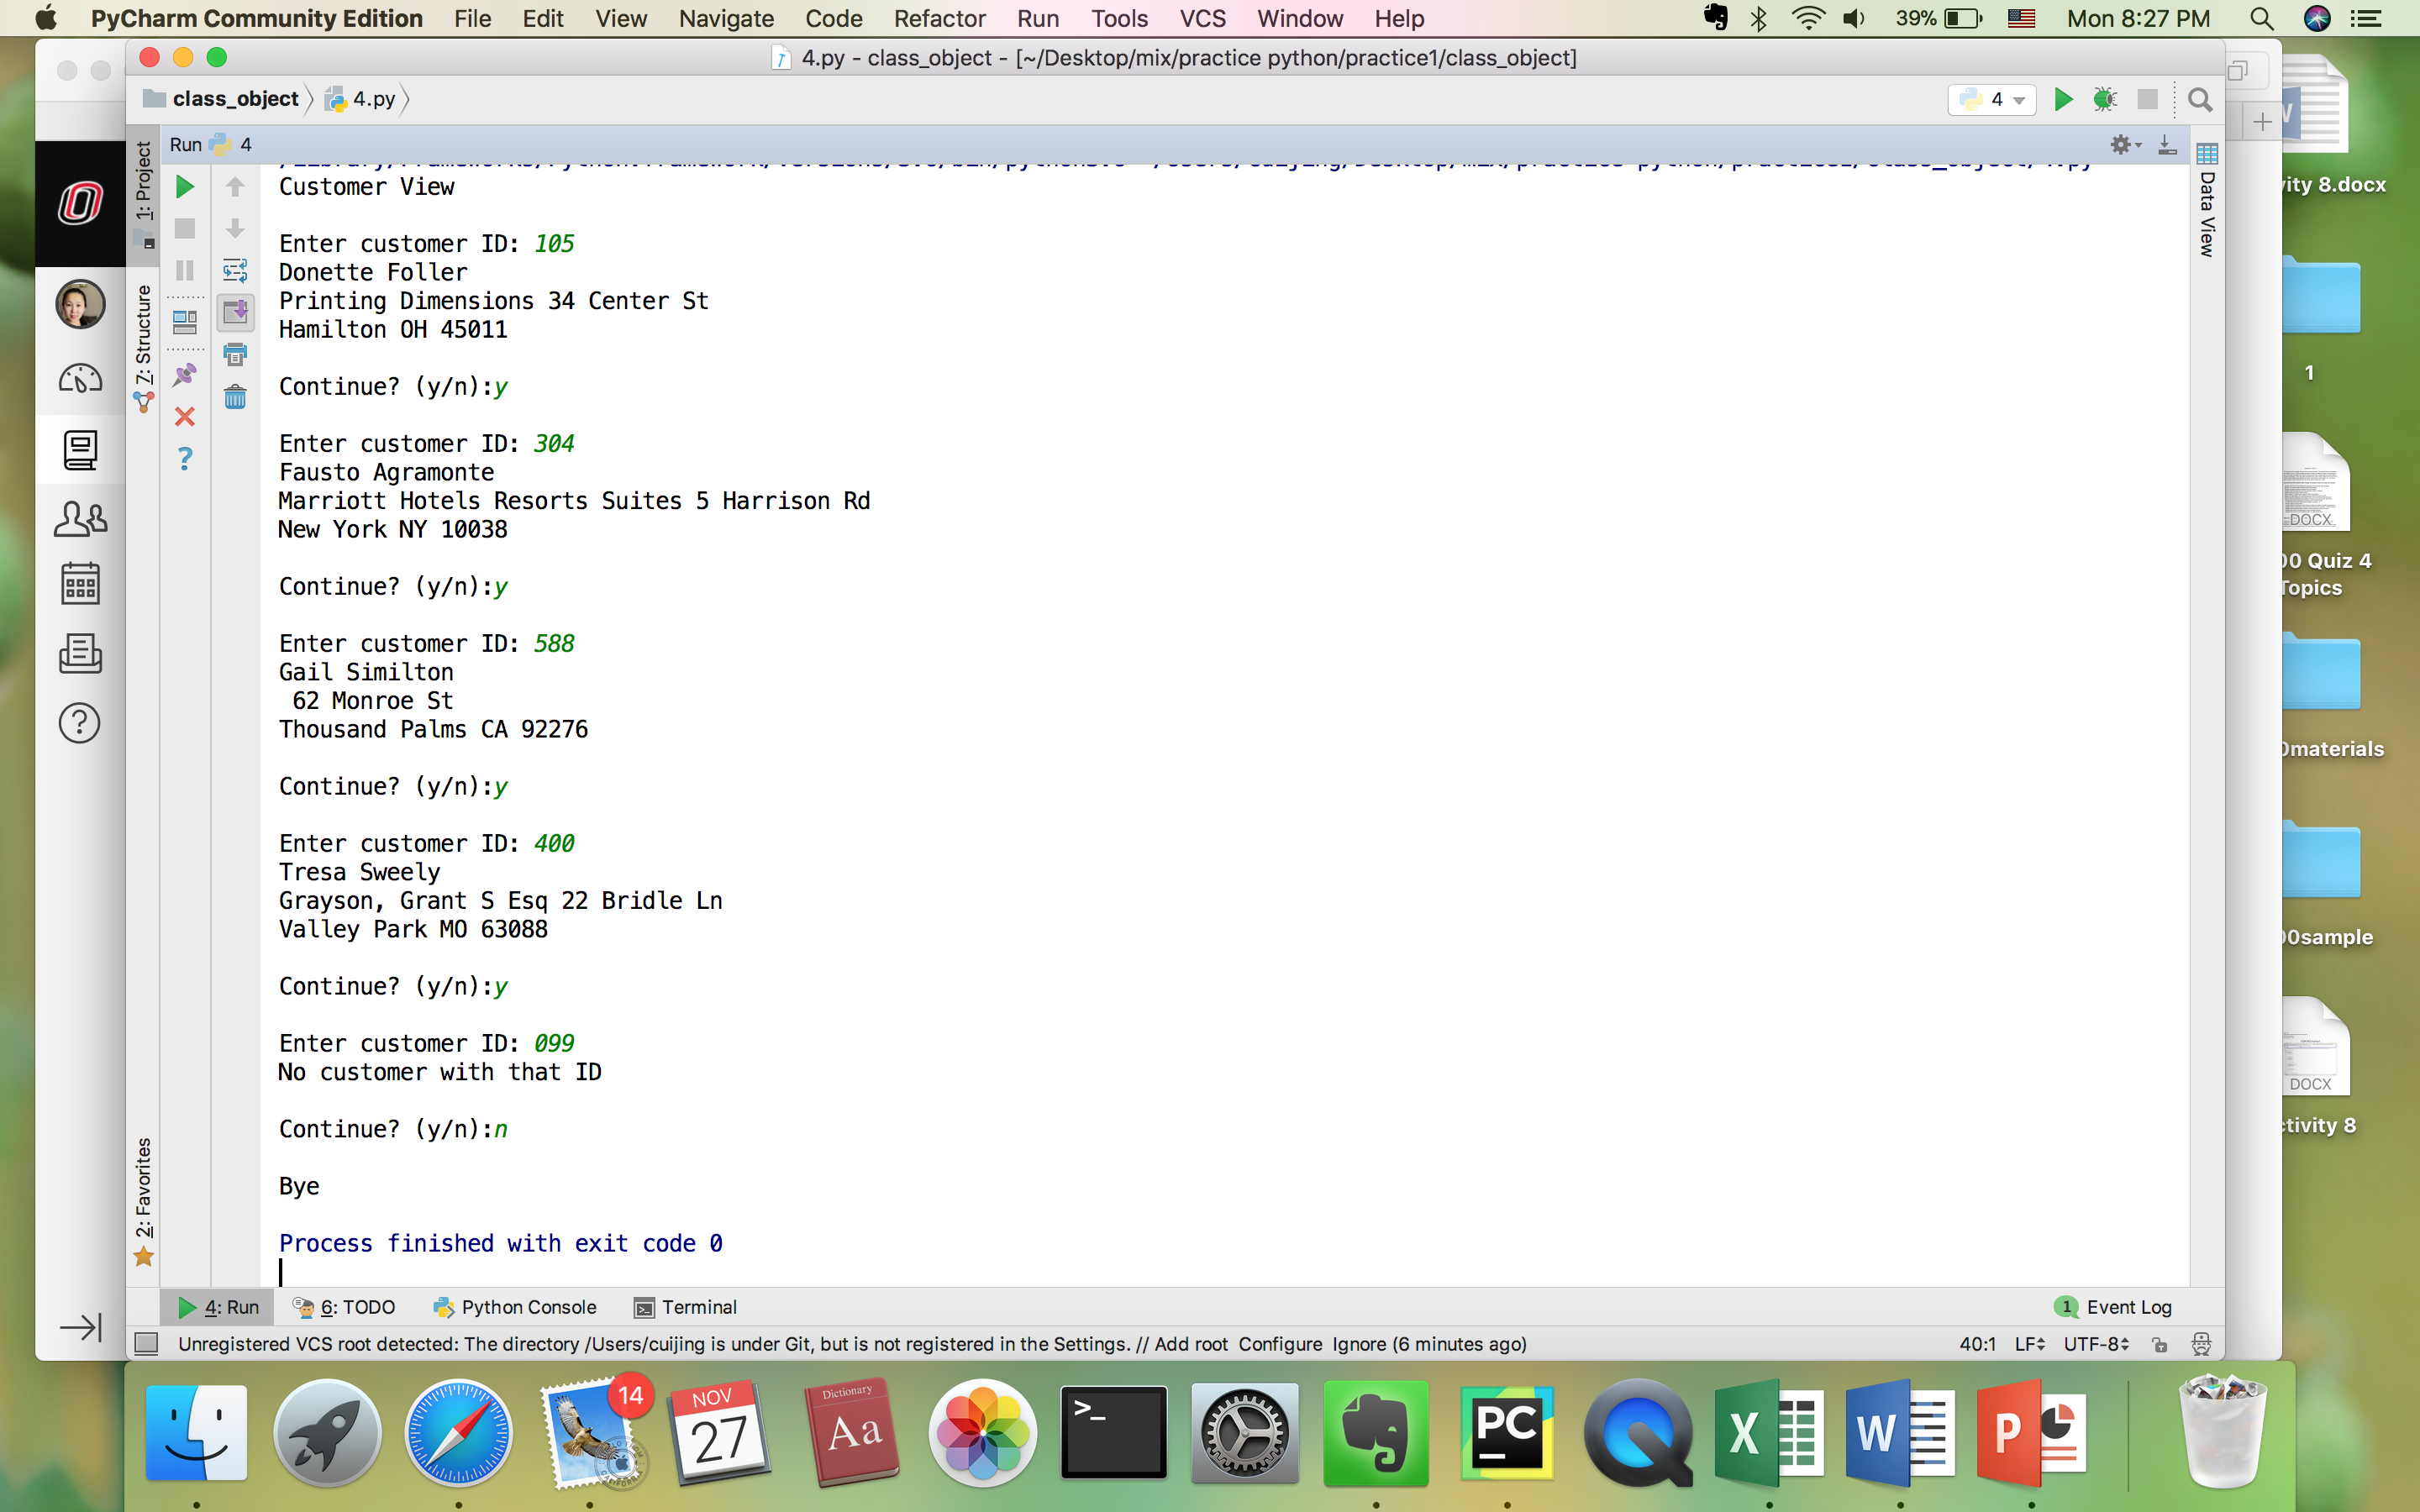 PyCharm Community Edition File Edit View Navigate Code Refactor Run Tools VCS Window Help 39% Mon 8:27 PM
4.py - class_object - [~/Desktop/mix/practice python/practice1/class_object]
class_object 4.py 4
Run 4
1: Project
7: Structure
2: Favorites
Data View
Customer View
Enter customer ID: 105
Donette Foller
Printing Dimensions 34 Center St
Hamilton OH 45011
Continue? (y/n):y
Enter customer ID: 304
Fausto Agramonte
Marriott Hotels Resorts Suites 5 Harrison Rd
New York NY 10038
Continue? (y/n):y
Enter customer ID: 588
Gail Similton
 62 Monroe St
Thousand Palms CA 92276
Continue? (y/n):y
Enter customer ID: 400
Tresa Sweely
Grayson, Grant S Esq 22 Bridle Ln
Valley Park MO 63088
Continue? (y/n):y
Enter customer ID: 099
No customer with that ID
Continue? (y/n):n
Bye
Process finished with exit code 0
4: Run 6: TODO Python Console Terminal 1 Event Log
Unregistered VCS root detected: The directory /Users/cuijing is under Git, but is not registered in the Settings. // Add root Configure Ignore (6 minutes ago) 40:1 LF UTF-8
ity 8.docx
1
DOCX
00 Quiz 4
Topics
0materials
00sample
DOCX
ctivity 8
14
NOV
27
Dictionary
Aa
>_
PC
X
W
P